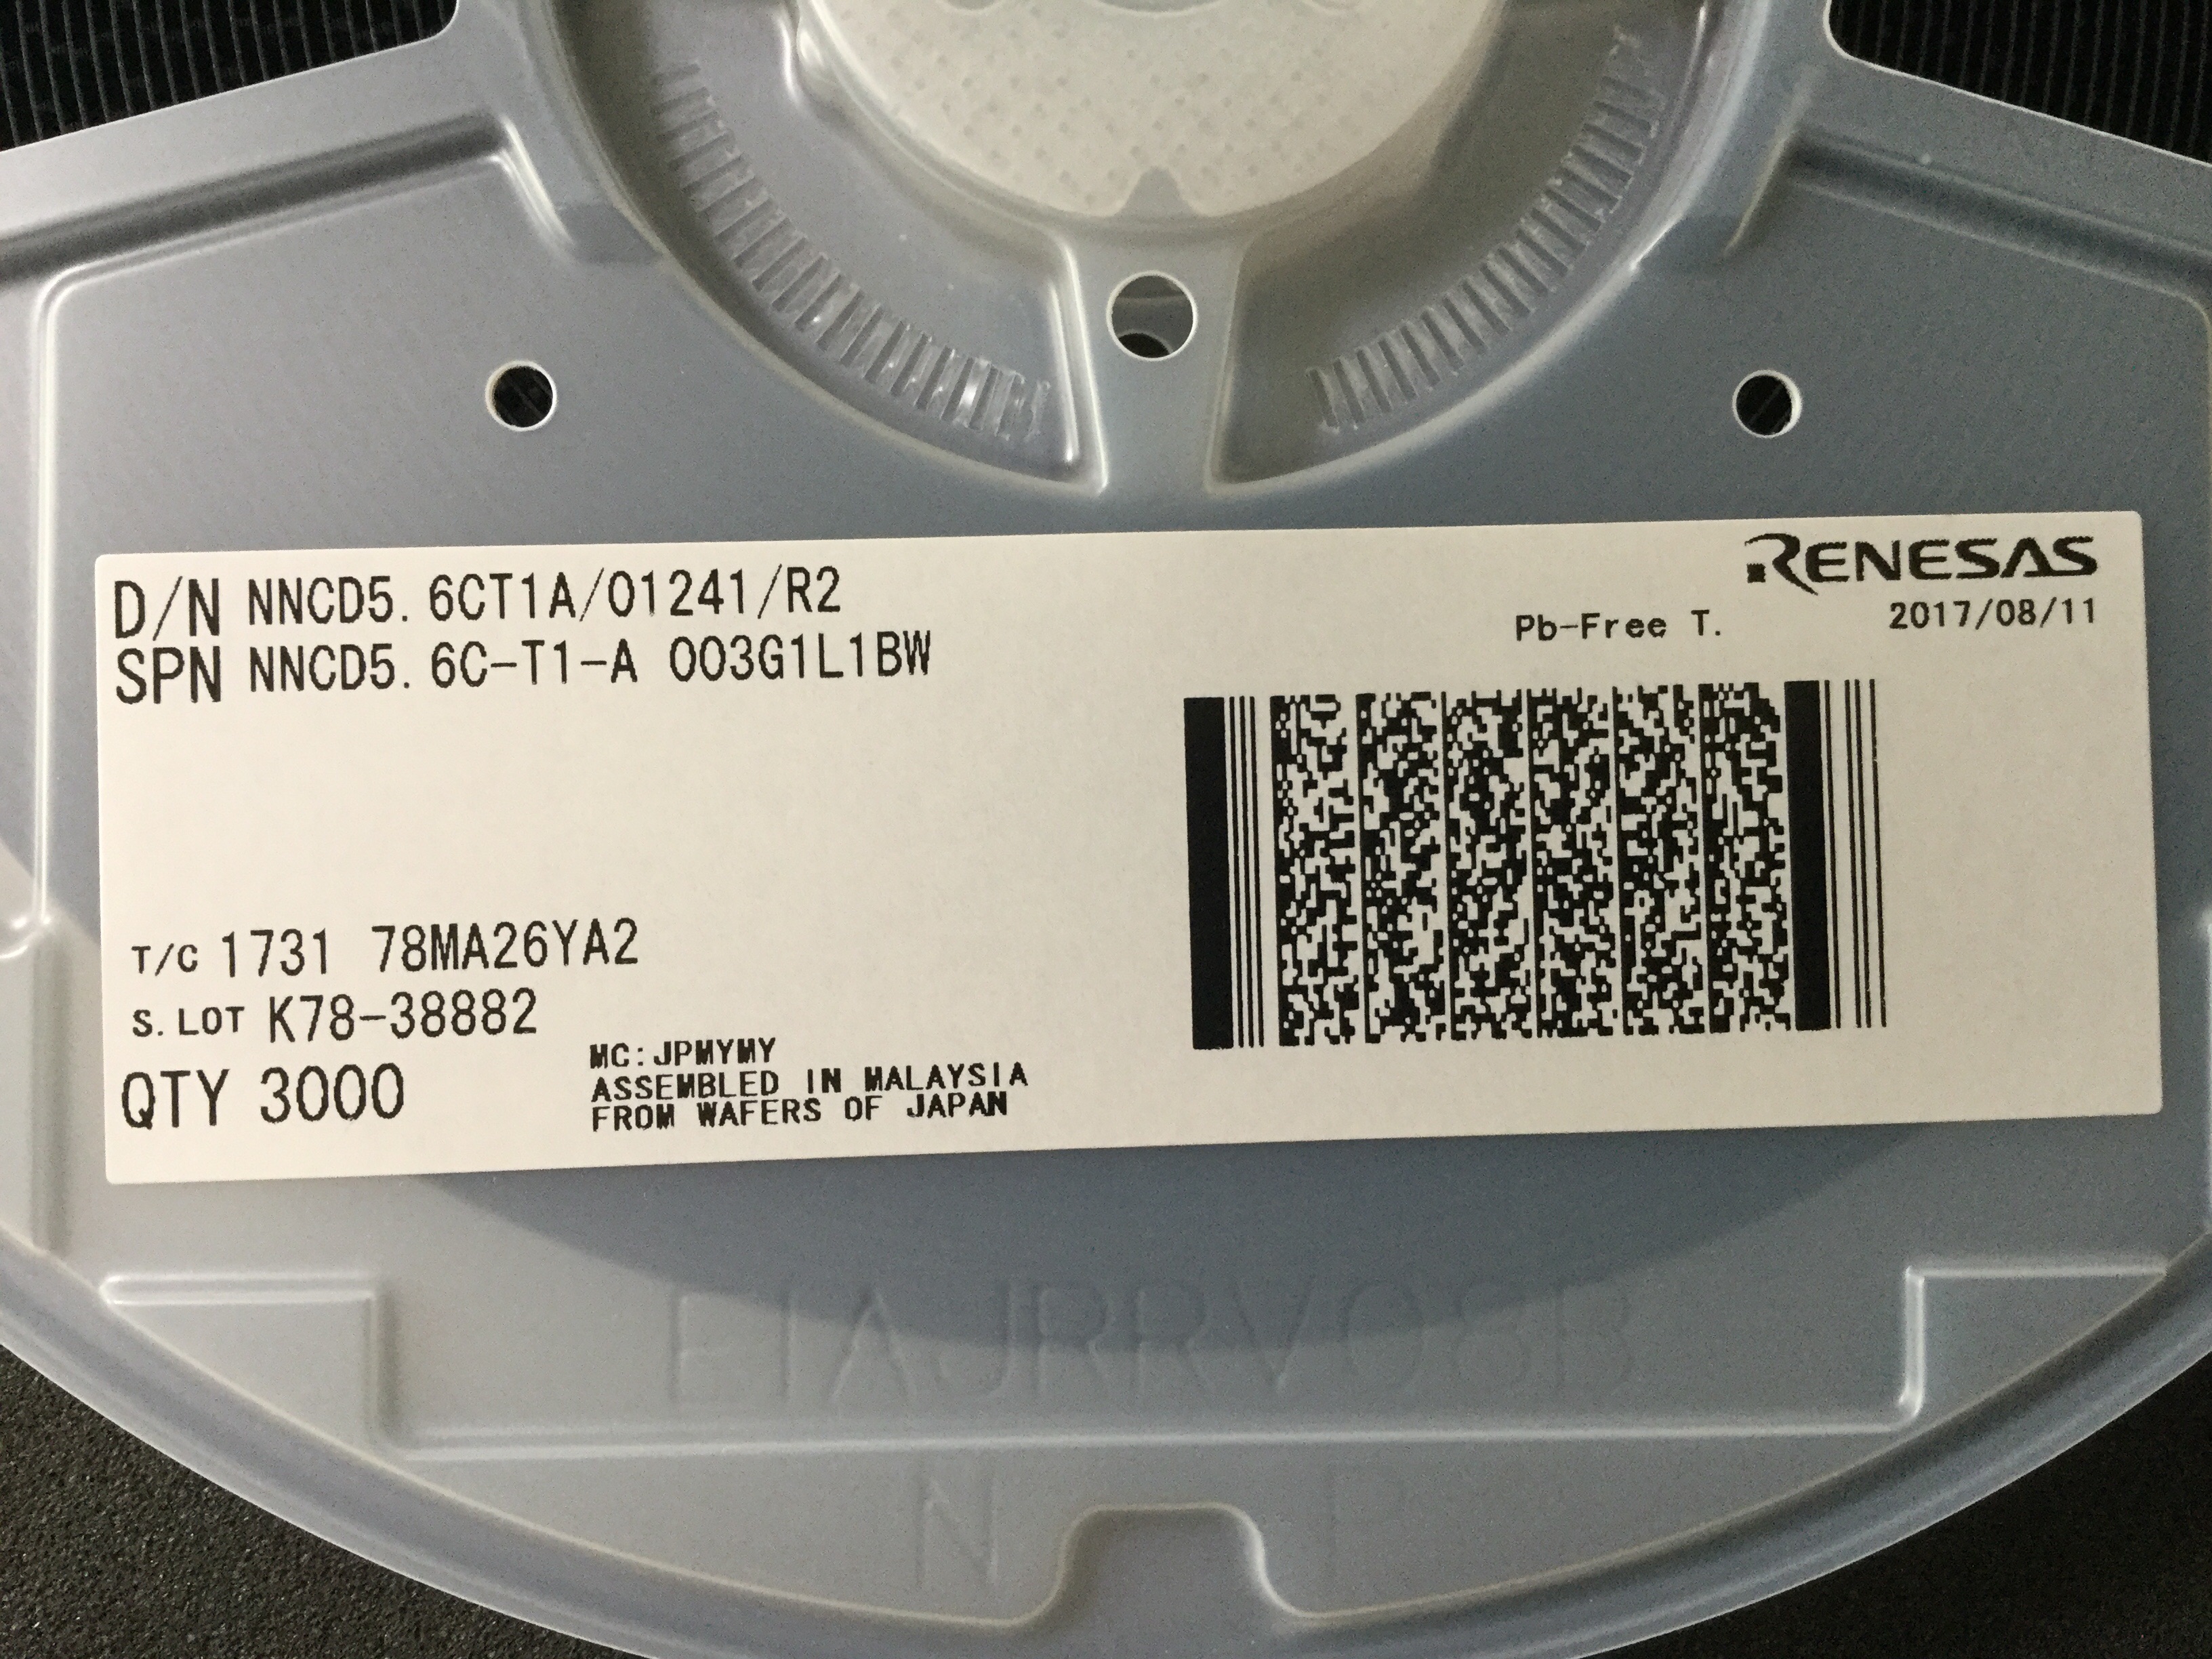 RENESAS
D/N NNCD5. 6CT1A/01241/R2
Pb-Free T.
2017/08/11
SPN NNCD5. 6C-T1-A 003G1L1BW
T/C 1731 78MA26YA2
S. LOT K78-38882
QTY 3000
MC:JPMYMY
ASSEMBLED IN MALAYSIA
FROM WAFERS OF JAPAN
EIAJRRV08B
N P